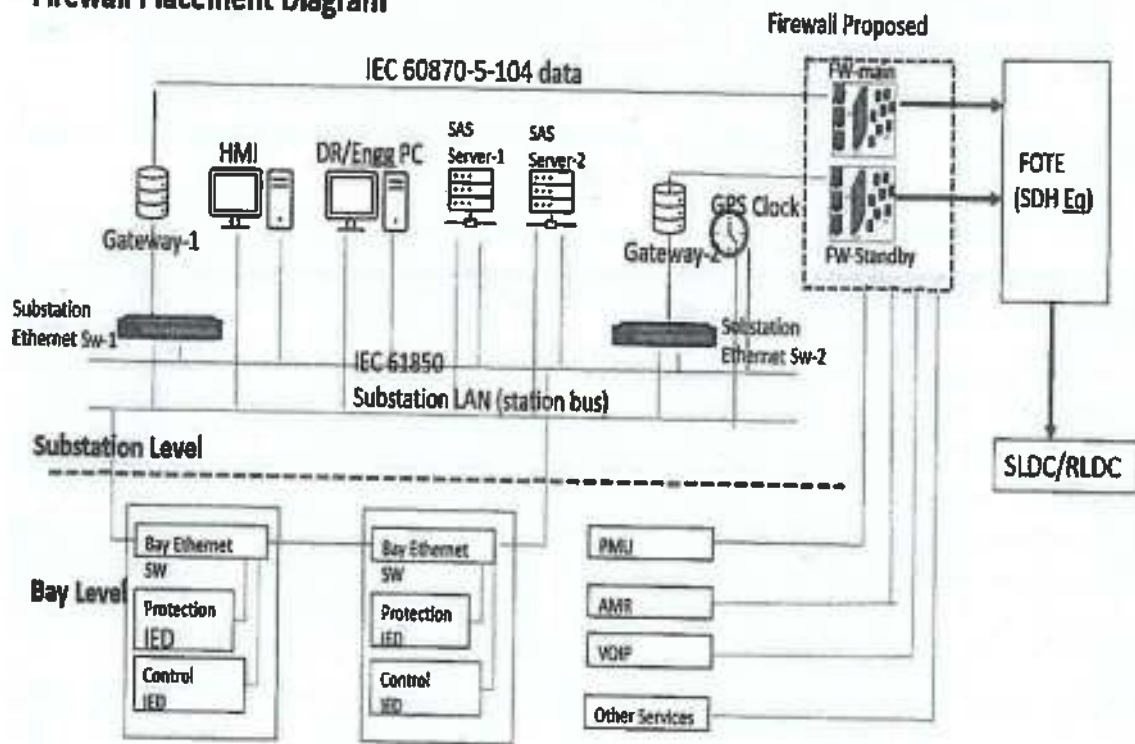 Firewall Placement Diagram
Firewall Proposed
IEC 60870-5-104 data
FW-main
SAS
Server-1
SAS
Server-2
HMI
DR/Engg PC
FOTE
(SDH Eq)
GPS Clock
Gateway-1
Gateway-2
FW-Standby
Substation
Ethernet Sw-1
Substation
Ethernet Sw-2
IEC 61850
Substation LAN (station bus)
Substation Level
SLDC/RLDC
Bay Level
Bay Ethernet
SW
Protection
IED
Control
IED
Bay Ethernet
SW
Protection
IED
Control
IED
PMU
AMR
VOIP
Other Services